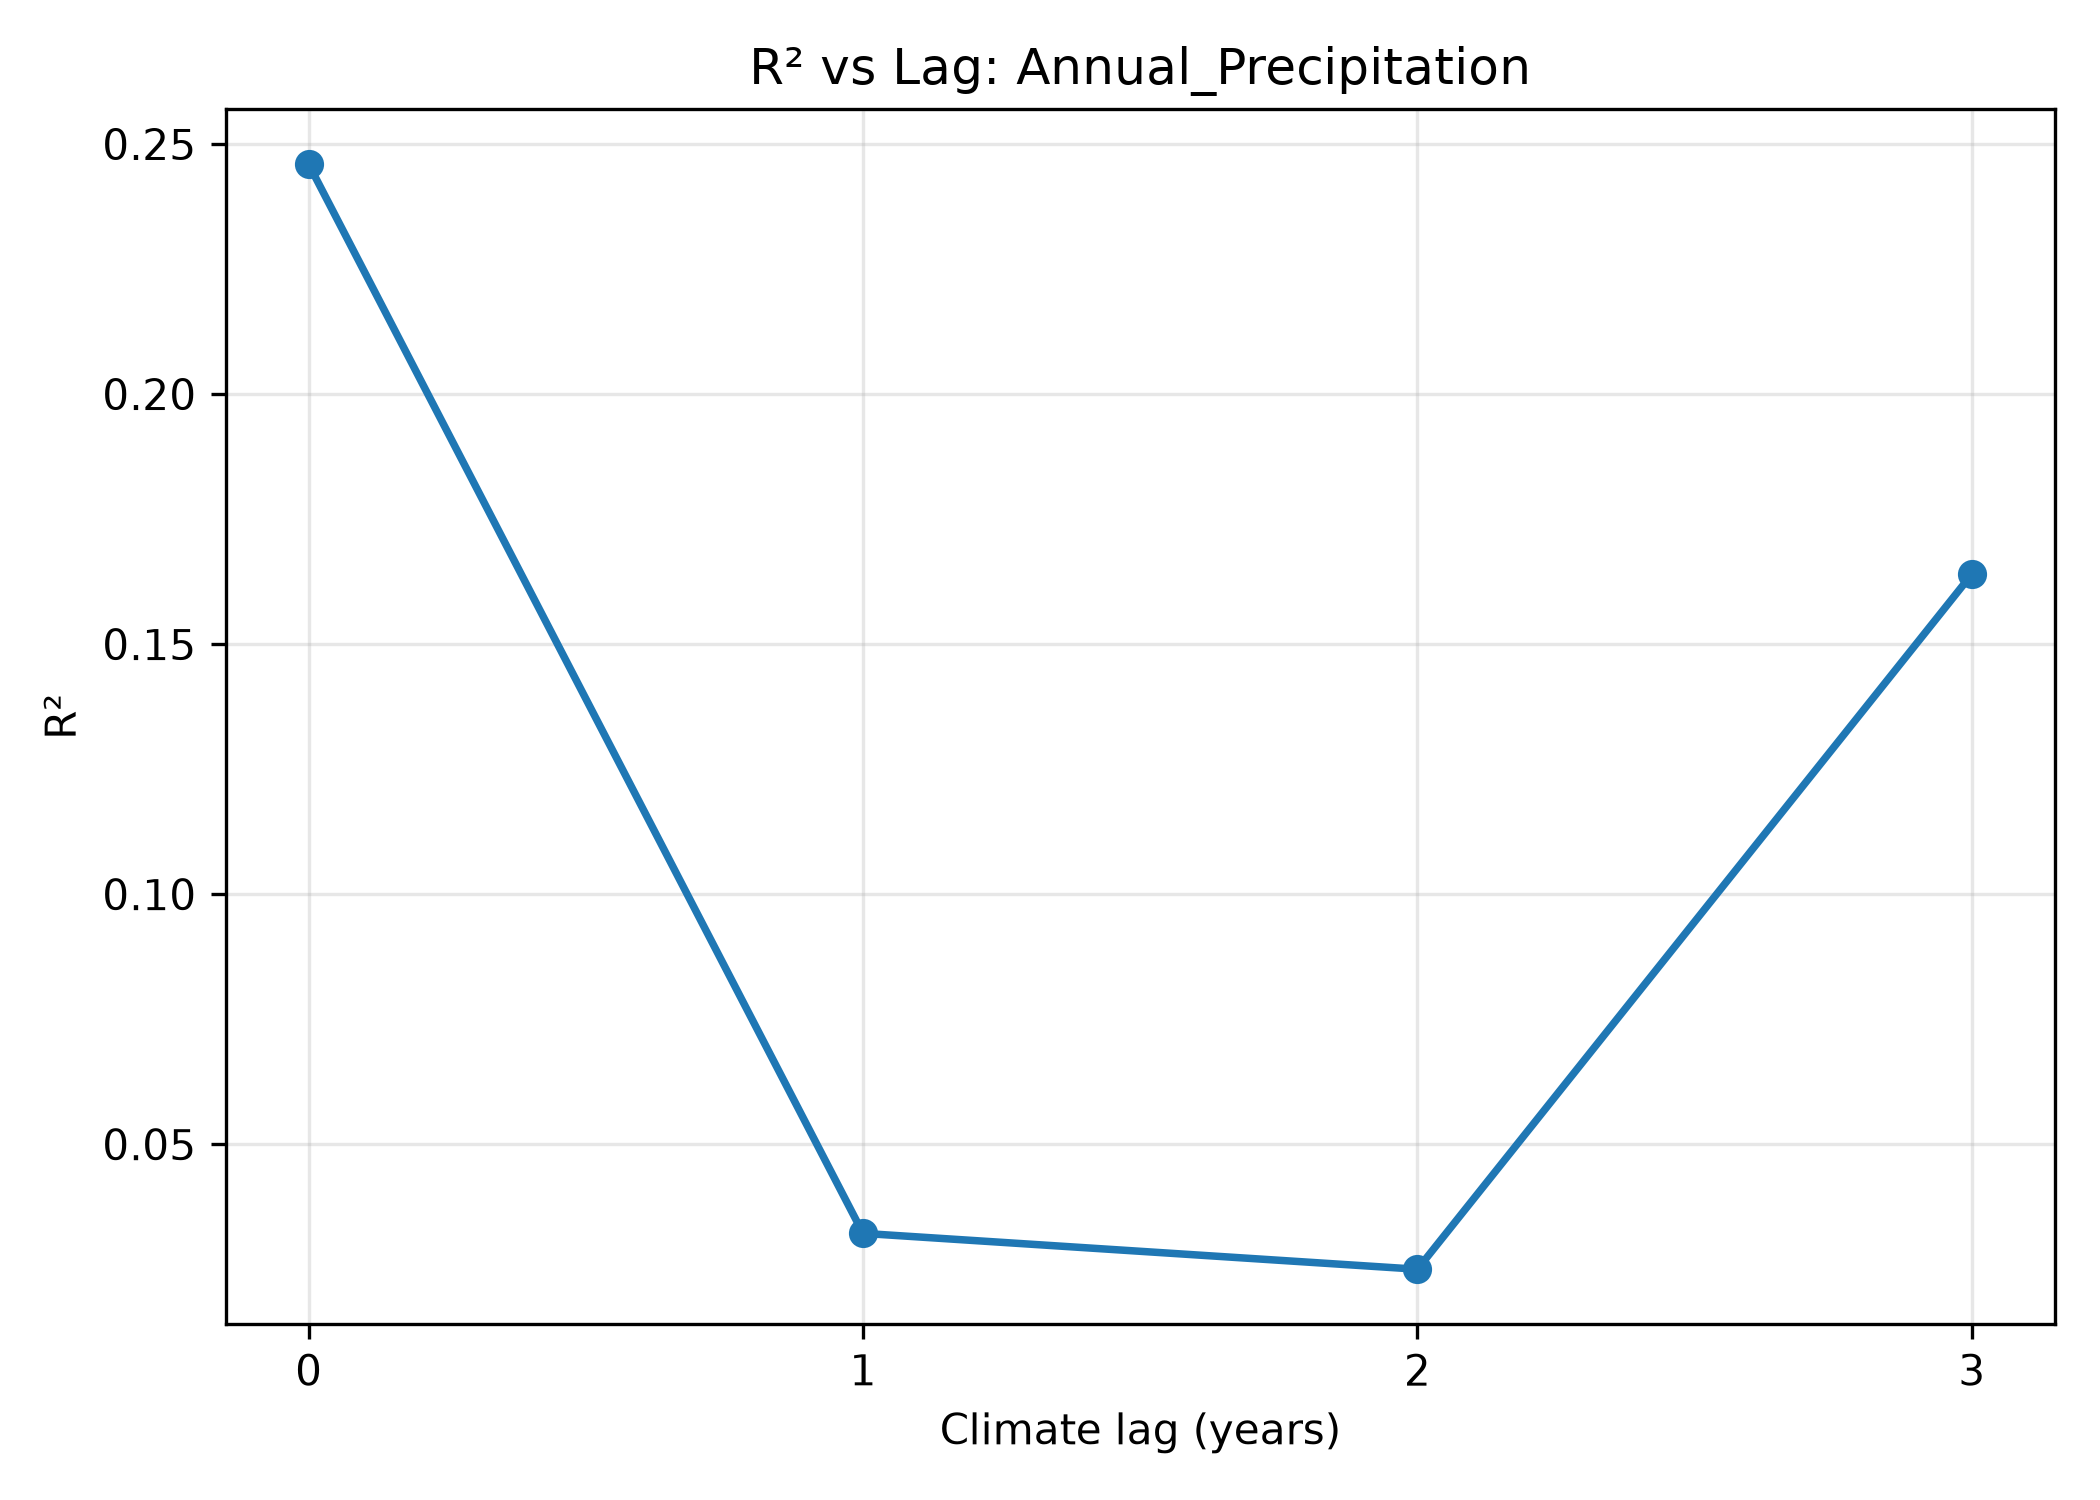 R² vs Lag: Annual_Precipitation
0.25
0.20
0.15
0.10
0.05
R²
0 1 2 3
Climate lag (years)